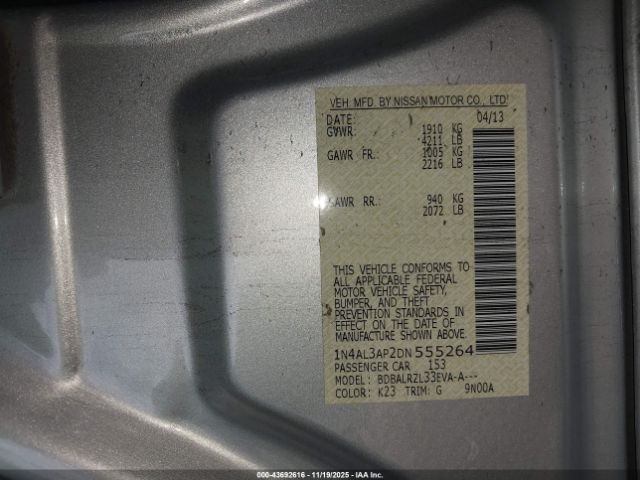 VEH. MFD. BY NISSAN MOTOR CO., LTD.
DATE: 04/13
GVWR: 1910 KG
4211 LB
GAWR FR.: 1005 KG
2216 LB
GAWR RR.: 940 KG
2072 LB
THIS VEHICLE CONFORMS TO
ALL APPLICABLE FEDERAL
MOTOR VEHICLE SAFETY,
BUMPER, AND THEFT
PREVENTION STANDARDS IN
EFFECT ON THE DATE OF
MANUFACTURE SHOWN ABOVE.
1N4AL3AP2DN555264
PASSENGER CAR 153
MODEL: BDBALRZL33EVA-A---
COLOR: K23 TRIM: G 9N00A
000-43692616 - 11/19/2025 - IAA Inc.